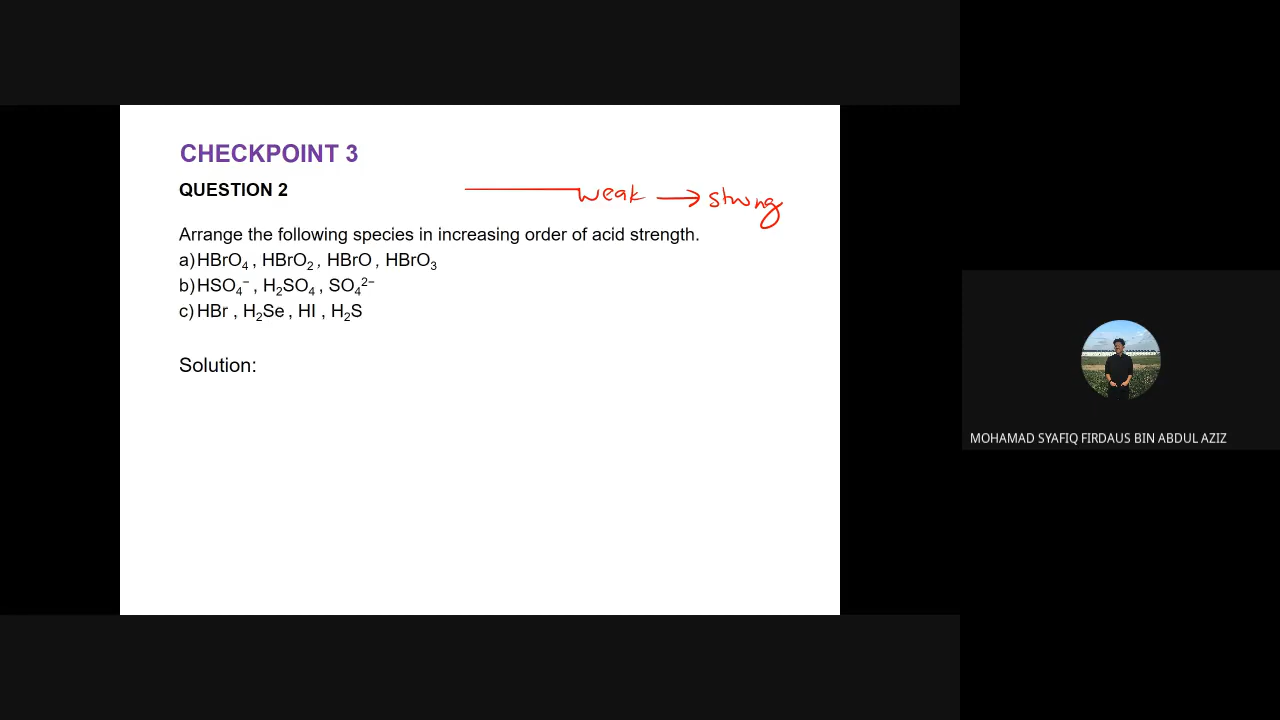 CHECKPOINT 3
QUESTION 2
weak → strong
Arrange the following species in increasing order of acid strength.
a) HBrO₄ , HBrO₂ , HBrO , HBrO₃
b) HSO₄⁻ , H₂SO₄ , SO₄²⁻
c) HBr , H₂Se , HI , H₂S
Solution:
MOHAMAD SYAFIQ FIRDAUS BIN ABDUL AZIZ